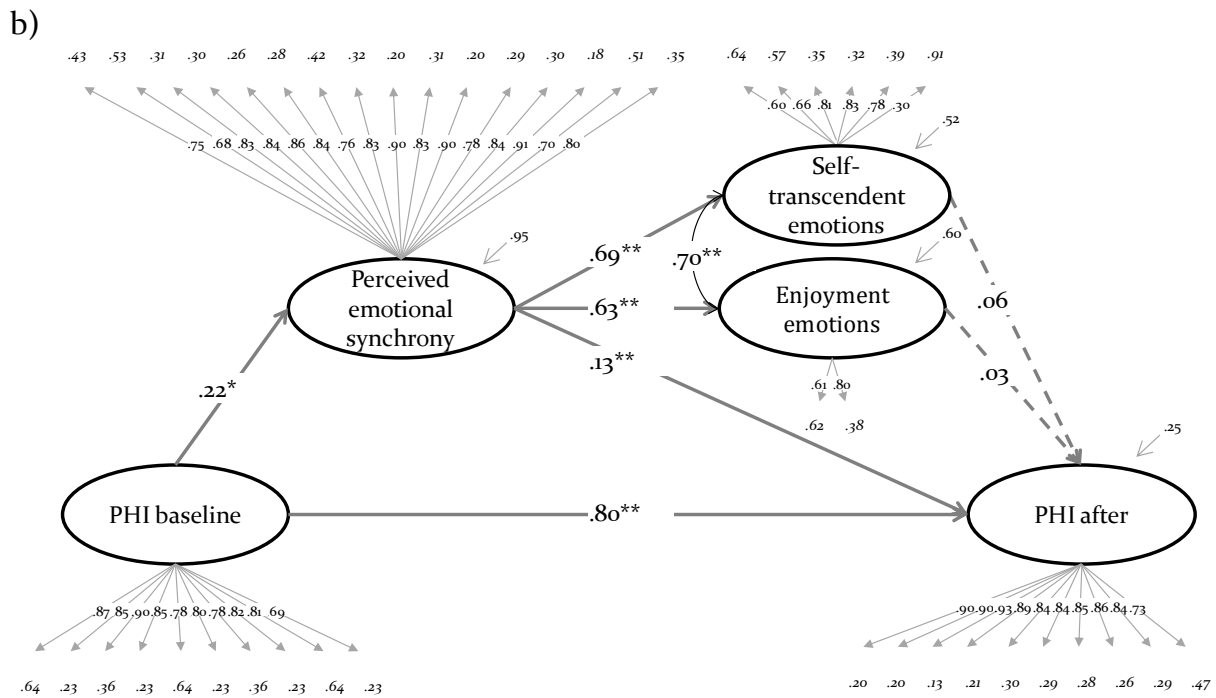 b)
.43 .53 .31 .30 .26 .28 .42 .32 .20 .31 .20 .29 .30 .18 .51 .35
.64 .57 .35 .32 .39 .91
.60 .66 .81 .83 .78 .30
.75 .68 .83 .84 .86 .84 .76 .83 .90 .83 .90 .78 .84 .91 .70 .80
.52
Self-
transcendent
emotions
.95
.60
.69**
.70**
Perceived
emotional
synchrony
.63**
Enjoyment
emotions
.06
.13**
.03
.22*
.61 .80
.62 .38
.25
PHI baseline
.80**
PHI after
.87 .85 .90 .85 .78 .80 .78 .82 .81 .69
.90 .90 .93 .89 .84 .84 .85 .86 .84 .73
.64 .23 .36 .23 .64 .23 .36 .23 .64 .23
.20 .20 .13 .21 .30 .29 .28 .26 .29 .47